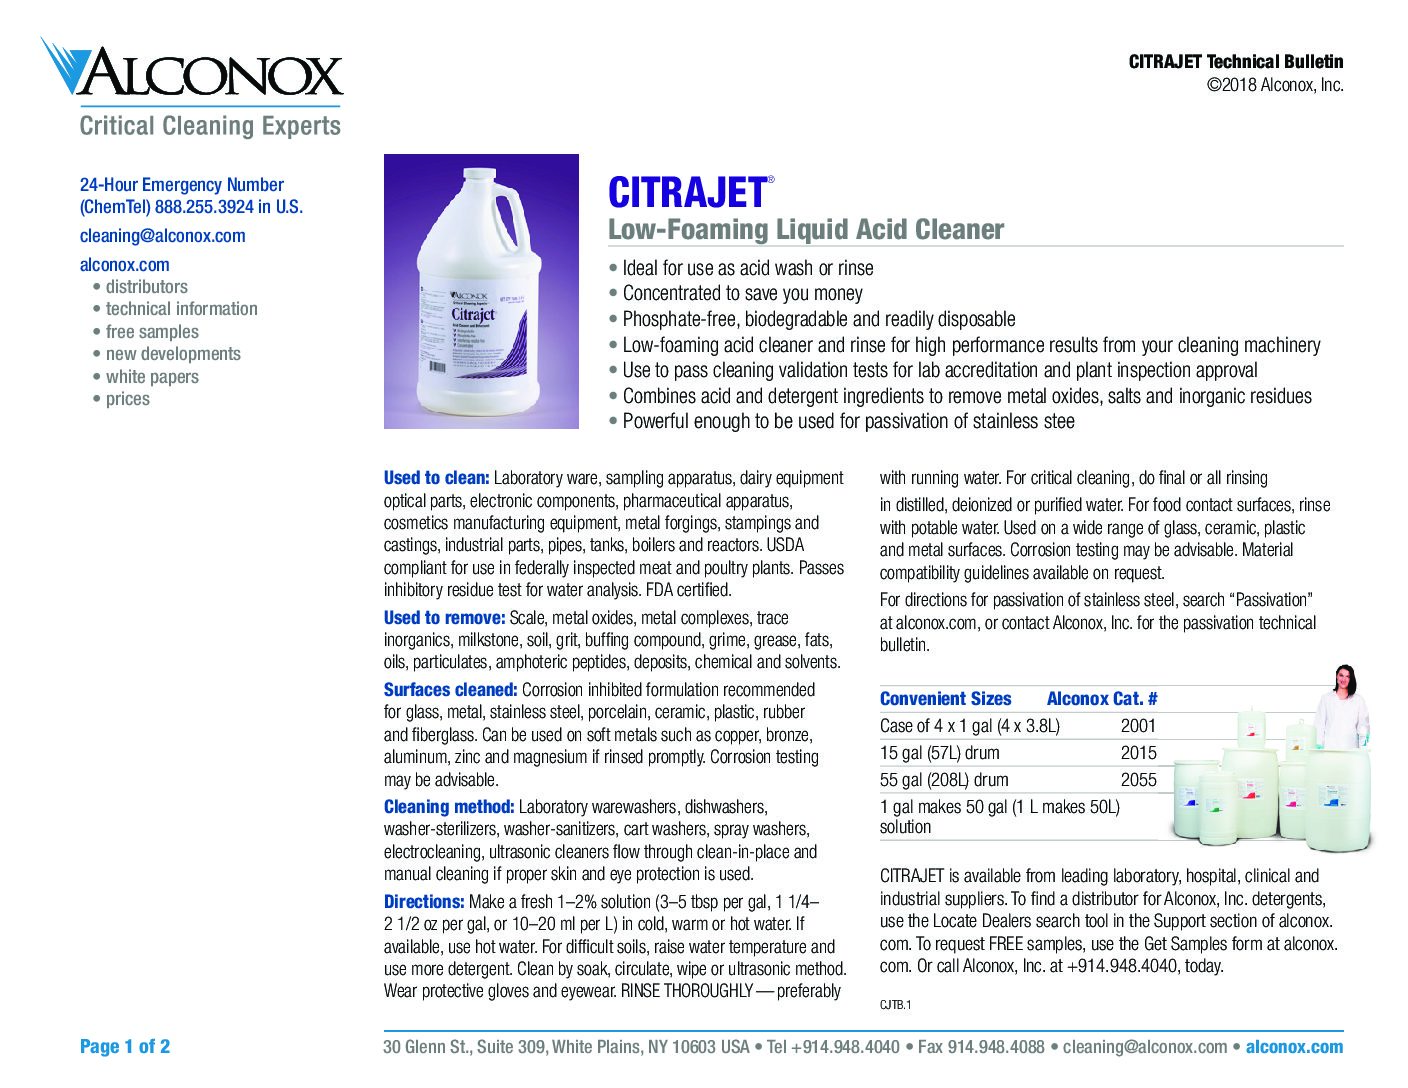 ALCONOX
Critical Cleaning Experts
CITRAJET Technical Bulletin
©2018 Alconox, Inc.
24-Hour Emergency Number
(ChemTel) 888.255.3924 in U.S.
cleaning@alconox.com
alconox.com
• distributors
• technical information
• free samples
• new developments
• white papers
• prices
ALCONOX
Critical Cleaning Experts
Citrajet
Acid Cleaner and Detergent
CITRAJET®
Low-Foaming Liquid Acid Cleaner
• Ideal for use as acid wash or rinse
• Concentrated to save you money
• Phosphate-free, biodegradable and readily disposable
• Low-foaming acid cleaner and rinse for high performance results from your cleaning machinery
• Use to pass cleaning validation tests for lab accreditation and plant inspection approval
• Combines acid and detergent ingredients to remove metal oxides, salts and inorganic residues
• Powerful enough to be used for passivation of stainless stee
Used to clean: Laboratory ware, sampling apparatus, dairy equipment
optical parts, electronic components, pharmaceutical apparatus,
cosmetics manufacturing equipment, metal forgings, stampings and
castings, industrial parts, pipes, tanks, boilers and reactors. USDA
compliant for use in federally inspected meat and poultry plants. Passes
inhibitory residue test for water analysis. FDA certified.
Used to remove: Scale, metal oxides, metal complexes, trace
inorganics, milkstone, soil, grit, buffing compound, grime, grease, fats,
oils, particulates, amphoteric peptides, deposits, chemical and solvents.
Surfaces cleaned: Corrosion inhibited formulation recommended
for glass, metal, stainless steel, porcelain, ceramic, plastic, rubber
and fiberglass. Can be used on soft metals such as copper, bronze,
aluminum, zinc and magnesium if rinsed promptly. Corrosion testing
may be advisable.
Cleaning method: Laboratory warewashers, dishwashers,
washer-sterilizers, washer-sanitizers, cart washers, spray washers,
electrocleaning, ultrasonic cleaners flow through clean-in-place and
manual cleaning if proper skin and eye protection is used.
Directions: Make a fresh 1–2% solution (3–5 tbsp per gal, 1 1/4–
2 1/2 oz per gal, or 10–20 ml per L) in cold, warm or hot water. If
available, use hot water. For difficult soils, raise water temperature and
use more detergent. Clean by soak, circulate, wipe or ultrasonic method.
Wear protective gloves and eyewear. RINSE THOROUGHLY — preferably
with running water. For critical cleaning, do final or all rinsing
in distilled, deionized or purified water. For food contact surfaces, rinse
with potable water. Used on a wide range of glass, ceramic, plastic
and metal surfaces. Corrosion testing may be advisable. Material
compatibility guidelines available on request.
For directions for passivation of stainless steel, search “Passivation”
at alconox.com, or contact Alconox, Inc. for the passivation technical
bulletin.
Convenient Sizes Alconox Cat. #
Case of 4 x 1 gal (4 x 3.8L) 2001
15 gal (57L) drum 2015
55 gal (208L) drum 2055
1 gal makes 50 gal (1 L makes 50L)
solution
CITRAJET is available from leading laboratory, hospital, clinical and
industrial suppliers. To find a distributor for Alconox, Inc. detergents,
use the Locate Dealers search tool in the Support section of alconox.
com. To request FREE samples, use the Get Samples form at alconox.
com. Or call Alconox, Inc. at +914.948.4040, today.
CJTB.1
Page 1 of 2
30 Glenn St., Suite 309, White Plains, NY 10603 USA • Tel +914.948.4040 • Fax 914.948.4088 • cleaning@alconox.com • alconox.com